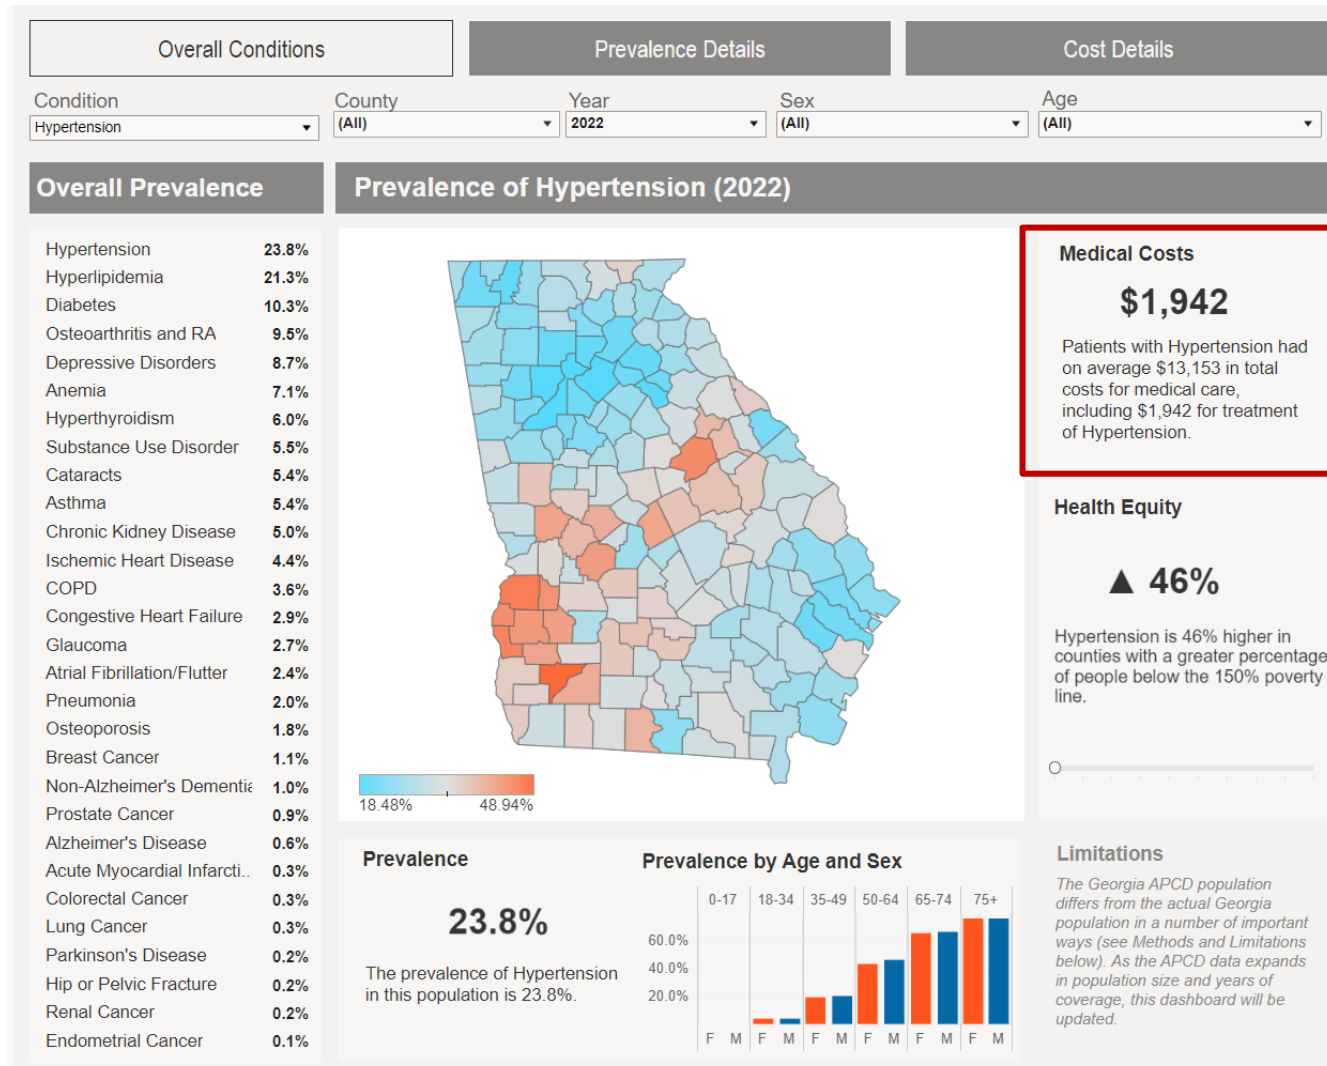 Overall Conditions
Prevalence Details
Cost Details
Condition
County
Year
Sex
Age
Hypertension
(All)
2022
(All)
(All)
Overall Prevalence
Prevalence of Hypertension (2022)
Hypertension 23.8%
Hyperlipidemia 21.3%
Diabetes 10.3%
Osteoarthritis and RA 9.5%
Depressive Disorders 8.7%
Anemia 7.1%
Hyperthyroidism 6.0%
Substance Use Disorder 5.5%
Cataracts 5.4%
Asthma 5.4%
Chronic Kidney Disease 5.0%
Ischemic Heart Disease 4.4%
COPD 3.6%
Congestive Heart Failure 2.9%
Glaucoma 2.7%
Atrial Fibrillation/Flutter 2.4%
Pneumonia 2.0%
Osteoporosis 1.8%
Breast Cancer 1.1%
Non-Alzheimer's Dementia 1.0%
Prostate Cancer 0.9%
Alzheimer's Disease 0.6%
Acute Myocardial Infarcti.. 0.3%
Colorectal Cancer 0.3%
Lung Cancer 0.3%
Parkinson's Disease 0.2%
Hip or Pelvic Fracture 0.2%
Renal Cancer 0.2%
Endometrial Cancer 0.1%
18.48% 48.94%
Medical Costs
$1,942
Patients with Hypertension had
on average $13,153 in total
costs for medical care,
including $1,942 for treatment
of Hypertension.
Health Equity
▲ 46%
Hypertension is 46% higher in
counties with a greater percentage
of people below the 150% poverty
line.
Prevalence
23.8%
The prevalence of Hypertension
in this population is 23.8%.
Prevalence by Age and Sex
0-17 18-34 35-49 50-64 65-74 75+
60.0%
40.0%
20.0%
F M F M F M F M F M F M
Limitations
The Georgia APCD population
differs from the actual Georgia
population in a number of important
ways (see Methods and Limitations
below). As the APCD data expands
in population size and years of
coverage, this dashboard will be
updated.